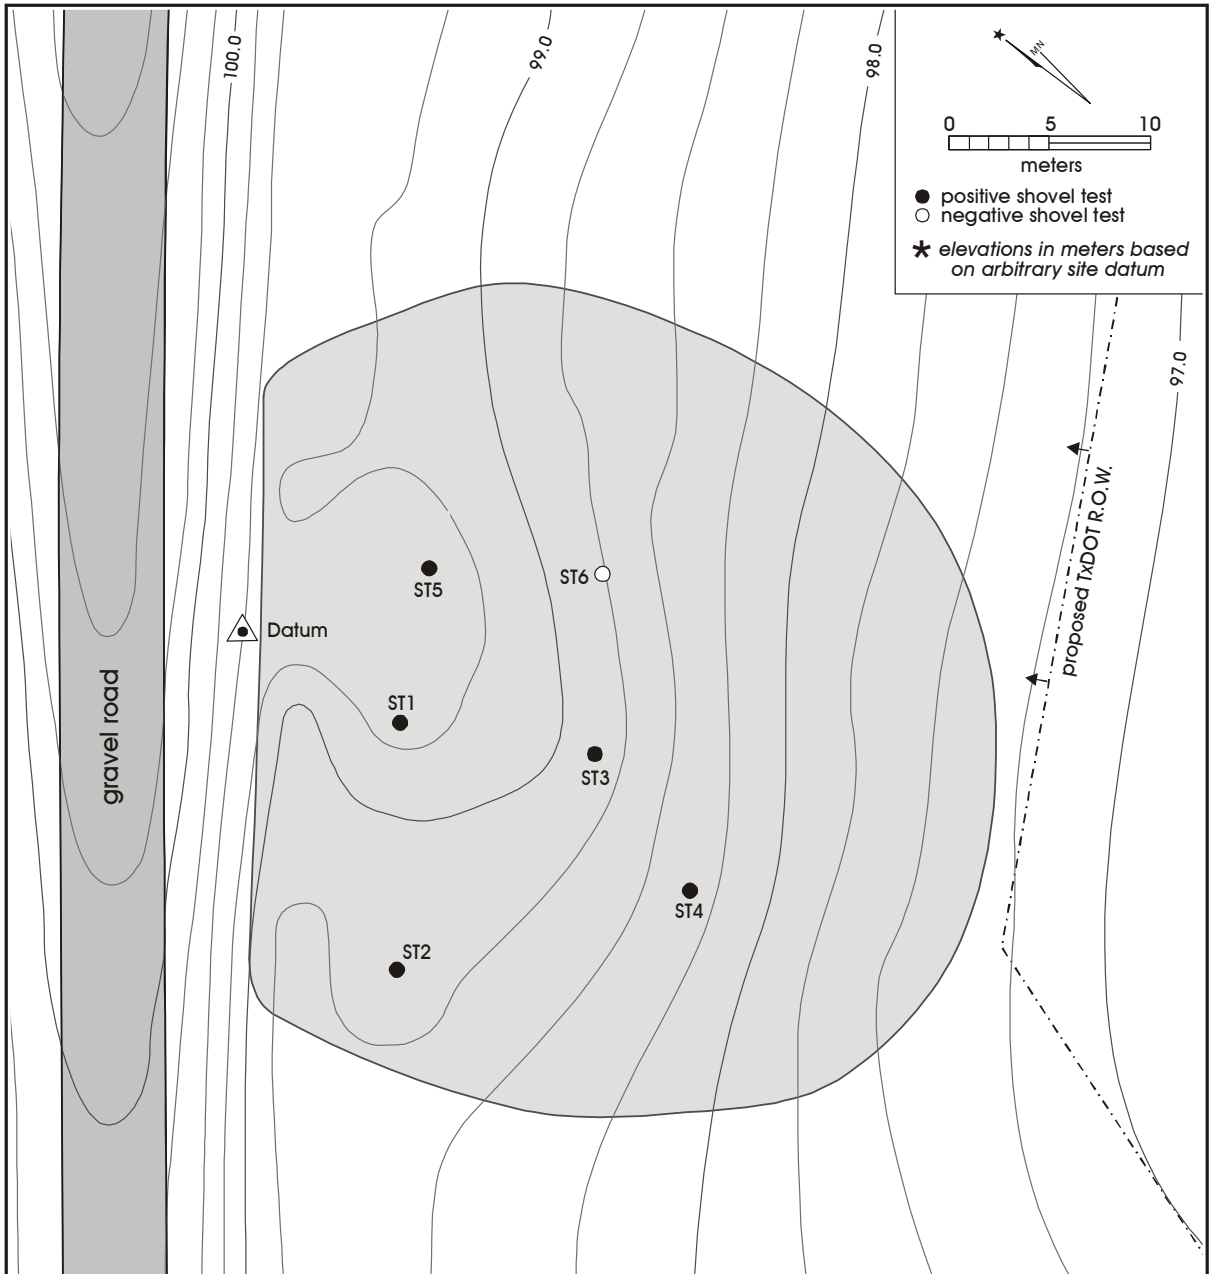 100.0
99.0
98.0
MN
0 5 10
meters
positive shovel test
negative shovel test
* elevations in meters based
on arbitrary site datum
97.0
proposed TxDOT R.O.W.
ST5
ST6
Datum
gravel road
ST1
ST3
ST4
ST2